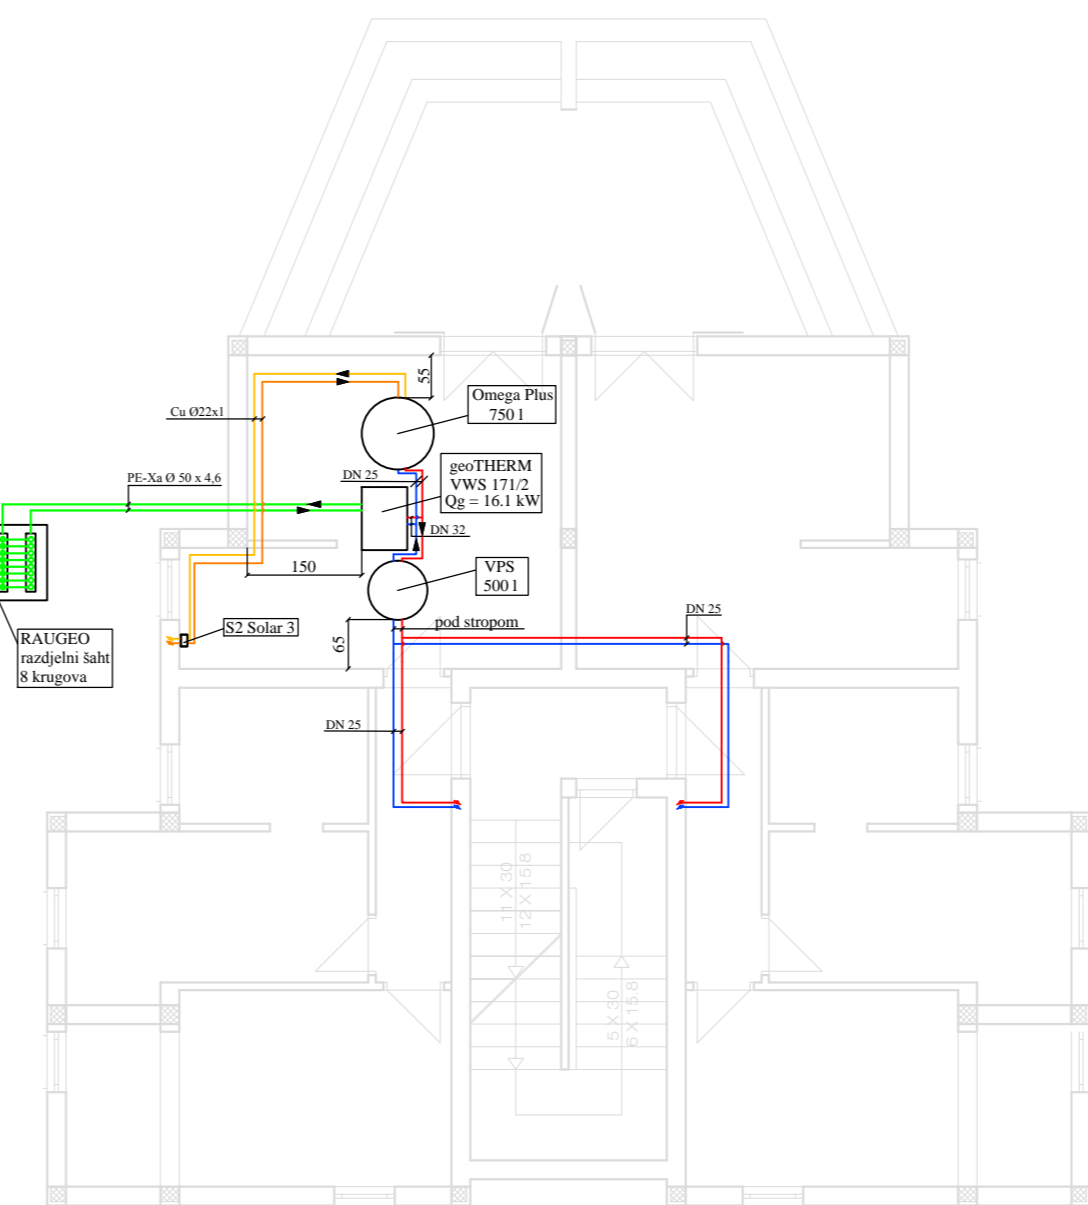 55
Omega Plus
750 l
Cu Ø22x1
geoTHERM
VWS 171/2
Qg = 16.1 kW
DN 25
PE-Xa Ø 50 x 4,6
DN 32
150
VPS
500 l
DN 25
pod stropom
S2 Solar 3
65
RAUGEO
razdjelni šaht
8 krugova
DN 25
11 X 30
12 X 15.8
5 X 30
6 X 15.8